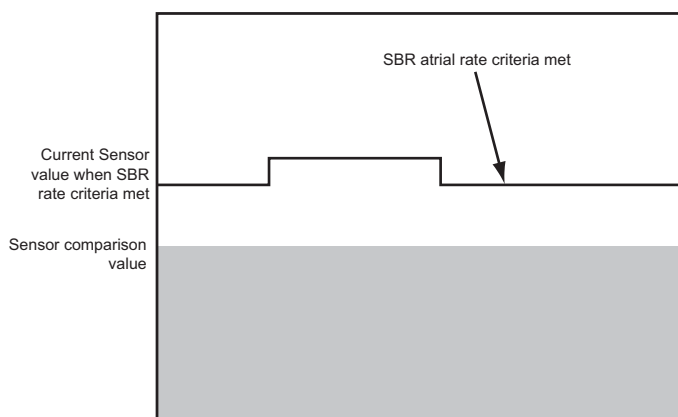 SBR atrial rate criteria met
Current Sensor
value when SBR
rate criteria met
Sensor comparison
value